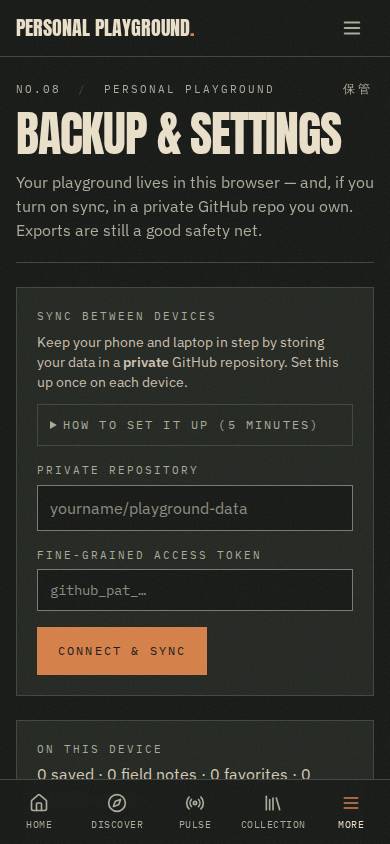 PERSONAL PLAYGROUND.
NO.08 / PERSONAL PLAYGROUND 保管
BACKUP & SETTINGS
Your playground lives in this browser — and, if you
turn on sync, in a private GitHub repo you own.
Exports are still a good safety net.
SYNC BETWEEN DEVICES
Keep your phone and laptop in step by storing
your data in a private GitHub repository. Set this
up once on each device.
▶ HOW TO SET IT UP (5 MINUTES)
PRIVATE REPOSITORY
yourname/playground-data
FINE-GRAINED ACCESS TOKEN
github_pat_…
CONNECT & SYNC
ON THIS DEVICE
0 saved · 0 field notes · 0 favorites · 0
HOME DISCOVER PULSE COLLECTION MORE